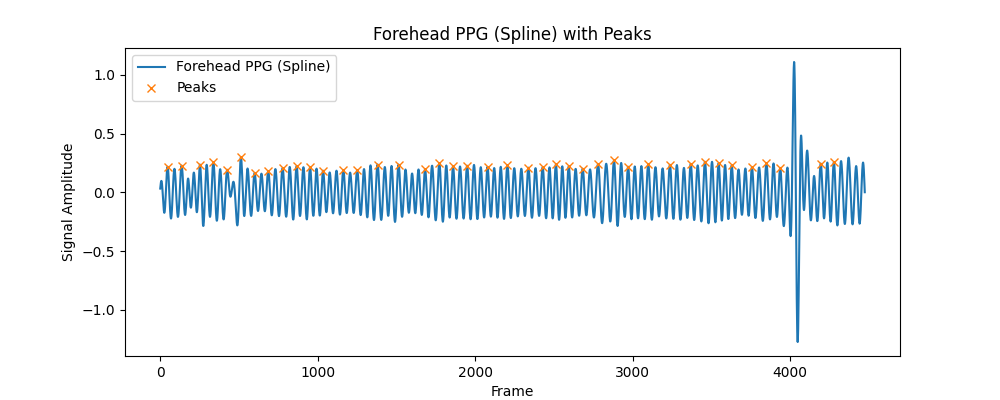 Forehead PPG (Spline) with Peaks
Forehead PPG (Spline)
Peaks
Signal Amplitude
1.0
0.5
0.0
−0.5
−1.0
0 1000 2000 3000 4000
Frame